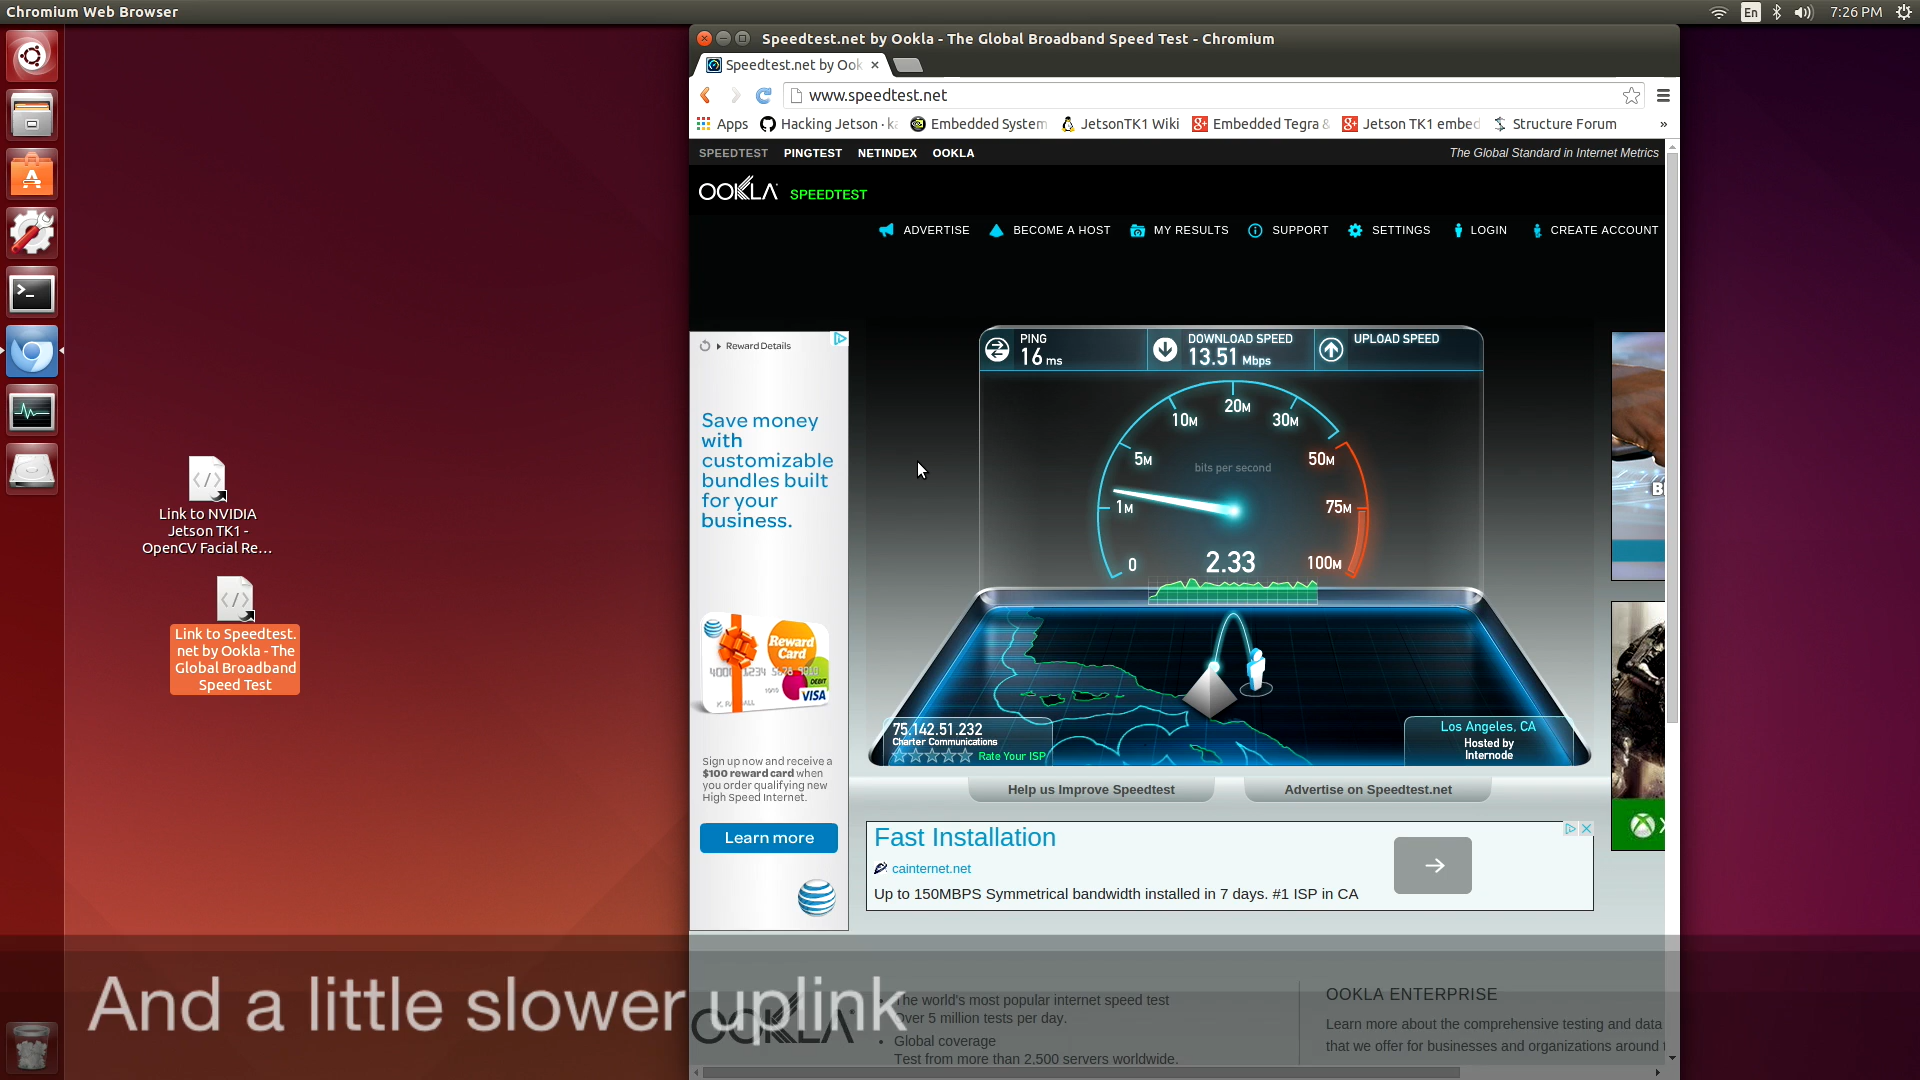 Chromium Web Browser
En
7:26 PM
Speedtest.net by Ookla - The Global Broadband Speed Test - Chromium
Speedtest.net by Ook
www.speedtest.net
Apps
Hacking Jetson · ka
Embedded System
JetsonTK1 Wiki
Embedded Tegra &
Jetson TK1 embed
Structure Forum
»
SPEEDTEST PINGTEST NETINDEX OOKLA
The Global Standard in Internet Metrics
OOKLA SPEEDTEST
ADVERTISE BECOME A HOST MY RESULTS SUPPORT SETTINGS LOGIN CREATE ACCOUNT
Reward Details
Save money
with
customizable
bundles built
for your
business.
Reward
Card
DEBIT
VISA
Sign up now and receive a
$100 reward card when
you order qualifying new
High Speed Internet.
Learn more
PING
16 ms
DOWNLOAD SPEED
13.51 Mbps
UPLOAD SPEED
0
1M
5M
10M
20M
30M
50M
75M
100M
bits per second
2.33
75.142.51.232
Charter Communications
Rate Your ISP
Los Angeles, CA
Hosted by
Internode
Help us Improve Speedtest
Advertise on Speedtest.net
Fast Installation
cainternet.net
Up to 150MBPS Symmetrical bandwidth installed in 7 days. #1 ISP in CA
Link to NVIDIA
Jetson TK1 -
OpenCV Facial Re...
Link to Speedtest.
net by Ookla - The
Global Broadband
Speed Test
And a little slower uplink
OOKLA
The world's most popular internet speed test
Over 5 million tests per day.
Global coverage
Test from more than 2,500 servers worldwide.
OOKLA ENTERPRISE
Learn more about the comprehensive testing and data
that we offer for businesses and organizations around